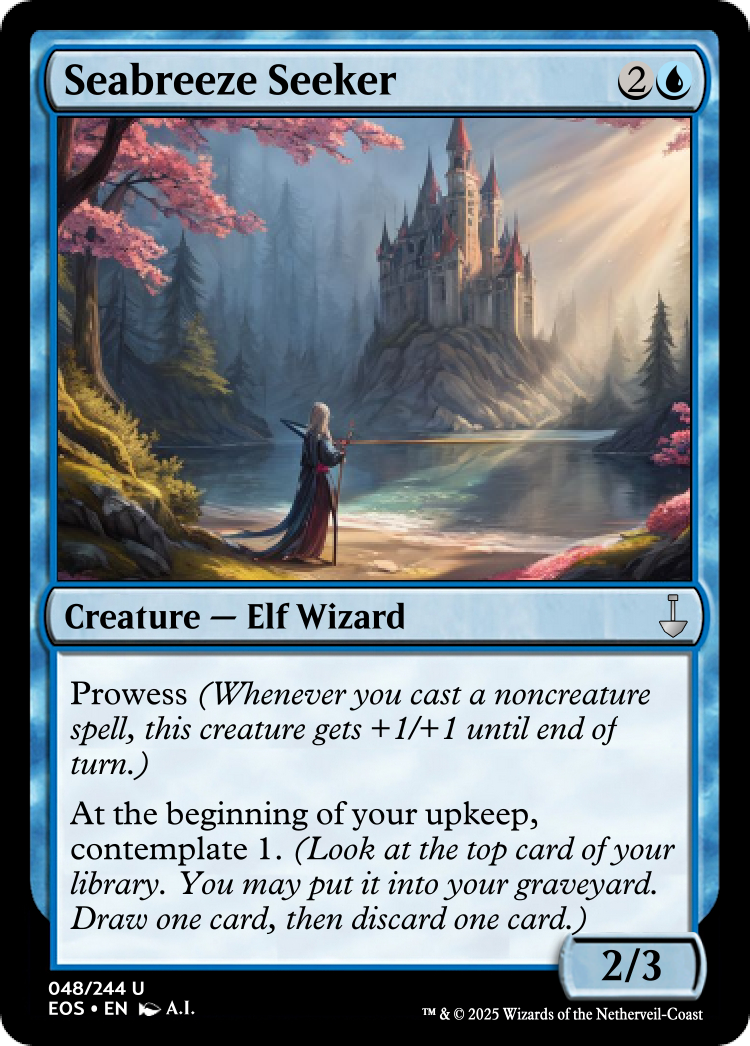 Seabreeze Seeker 2
Creature — Elf Wizard
Prowess (Whenever you cast a noncreature
spell, this creature gets +1/+1 until end of
turn.)
At the beginning of your upkeep,
contemplate 1. (Look at the top card of your
library. You may put it into your graveyard.
Draw one card, then discard one card.)
2/3
048/244 U
EOS • EN A.I.
™ & © 2025 Wizards of the Netherveil-Coast